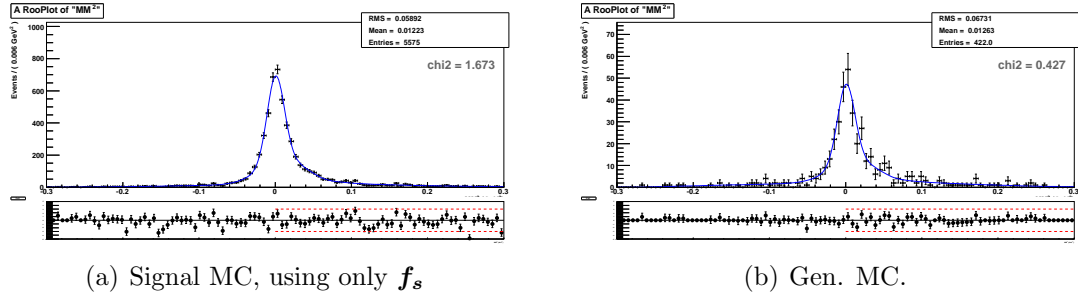 A RooPlot of "MM²"
RMS = 0.05892
Mean = 0.01223
Entries = 5575
chi2 = 1.673
Events / ( 0.006 GeV² )
1000
800
600
400
200
0
-0.3
-0.1
0
0.1
0.2
0.3
(a) Signal MC, using only f_s
A RooPlot of "MM²"
RMS = 0.06731
Mean = 0.01263
Entries = 422.0
chi2 = 0.427
Events / ( 0.006 GeV² )
70
60
50
40
30
20
10
0
-0.3
-0.1
0
0.1
0.2
0.3
(b) Gen. MC.